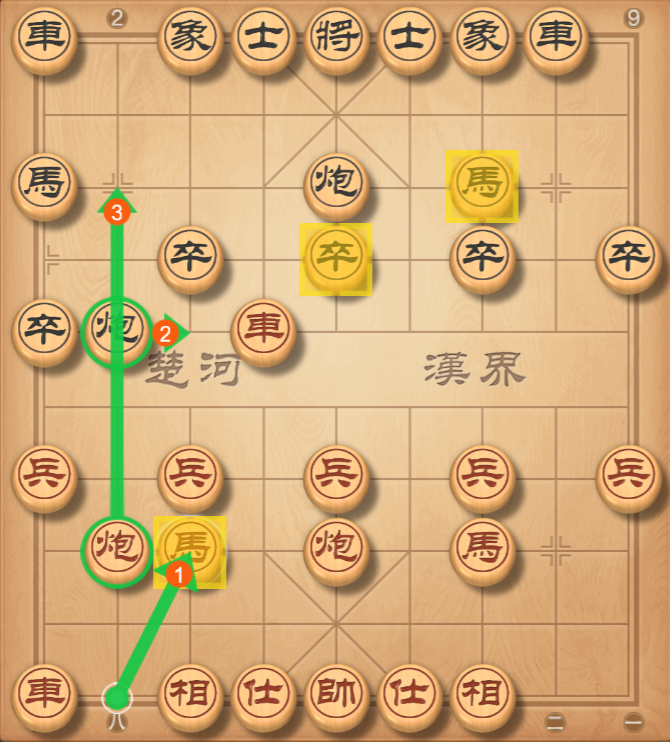 2 9
車 象 士 將 士 象 車
馬 炮 馬
3
卒 卒 卒 卒
卒 炮 2 車
楚河 漢界
兵 兵 兵 兵 兵
炮 馬 炮 馬
1
車 相 仕 帥 仕 相
八 二 一